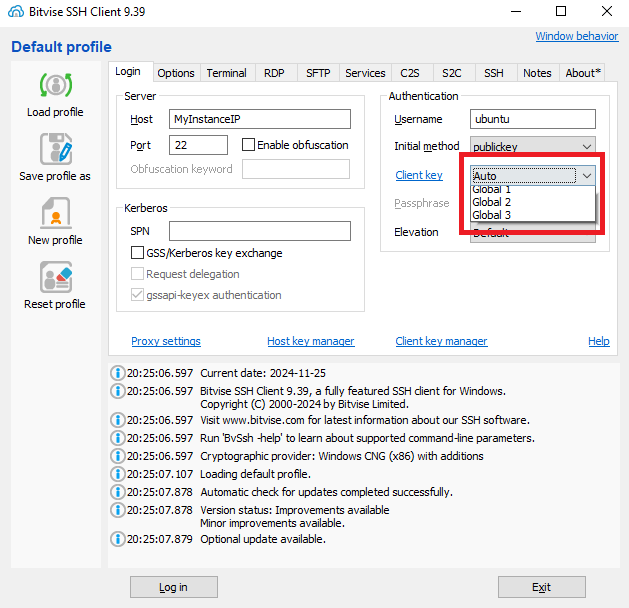 Bitvise SSH Client 9.39
Default profile
Window behavior
Load profile
Save profile as
New profile
Reset profile
Login Options Terminal RDP SFTP Services C2S S2C SSH Notes About*
Server
Host MyInstanceIP
Port 22 Enable obfuscation
Obfuscation keyword
Kerberos
SPN
GSS/Kerberos key exchange
Request delegation
gssapi-keyex authentication
Authentication
Username ubuntu
Initial method publickey
Client key Auto
Global 1
Global 2
Global 3
Passphrase
Elevation Default
Proxy settings Host key manager Client key manager Help
20:25:06.597 Current date: 2024-11-25
20:25:06.597 Bitvise SSH Client 9.39, a fully featured SSH client for Windows.
Copyright (C) 2000-2024 by Bitvise Limited.
20:25:06.597 Visit www.bitvise.com for latest information about our SSH software.
20:25:06.597 Run 'BvSsh -help' to learn about supported command-line parameters.
20:25:06.597 Cryptographic provider: Windows CNG (x86) with additions
20:25:07.107 Loading default profile.
20:25:07.878 Automatic check for updates completed successfully.
20:25:07.878 Version status: Improvements available
Minor improvements available.
20:25:07.879 Optional update available.
Log in Exit